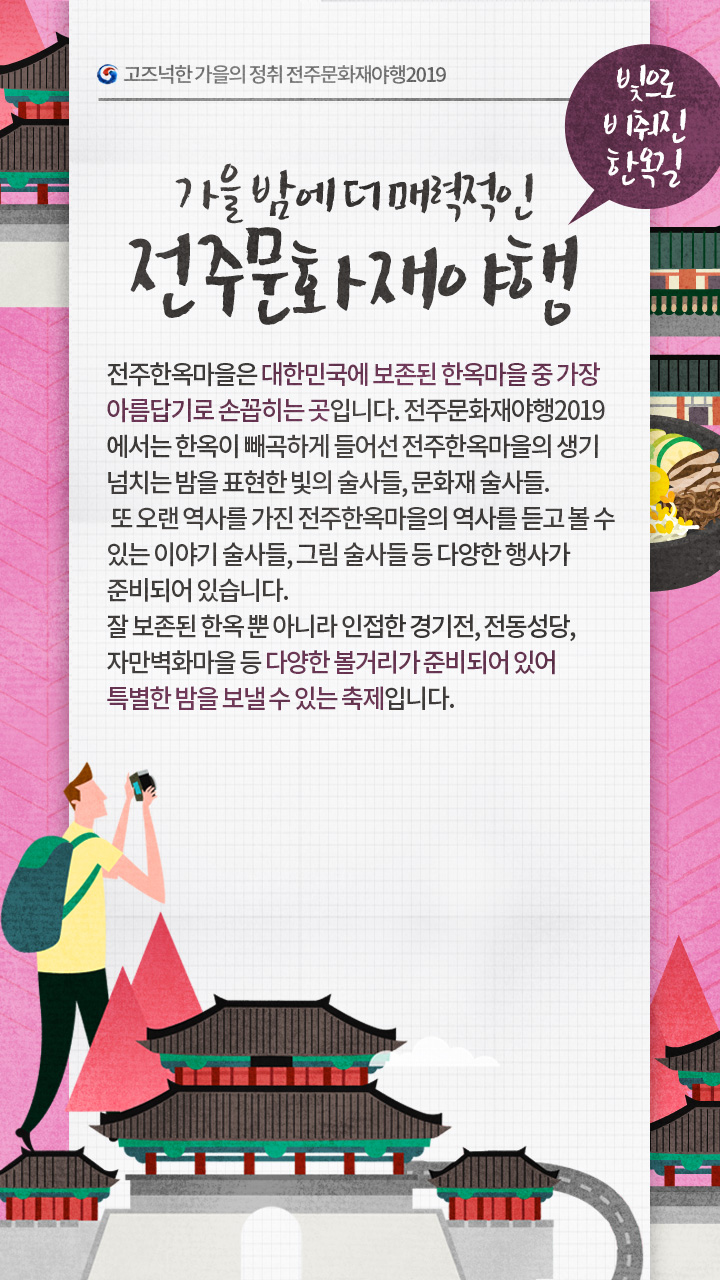 고즈넉한 가을의 정취 전주문화재야행2019
빛으로
비춰진
한옥길
가을 밤에 더 매력적인
전주문화재야행
전주한옥마을은 대한민국에 보존된 한옥마을 중 가장
아름답기로 손꼽히는 곳입니다. 전주문화재야행2019
에서는 한옥이 빼곡하게 들어선 전주한옥마을의 생기
넘치는 밤을 표현한 빛의 술사들, 문화재 술사들.
또 오랜 역사를 가진 전주한옥마을의 역사를 듣고 볼 수
있는 이야기 술사들, 그림 술사들 등 다양한 행사가
준비되어 있습니다.
잘 보존된 한옥 뿐 아니라 인접한 경기전, 전동성당,
자만벽화마을 등 다양한 볼거리가 준비되어 있어
특별한 밤을 보낼 수 있는 축제입니다.